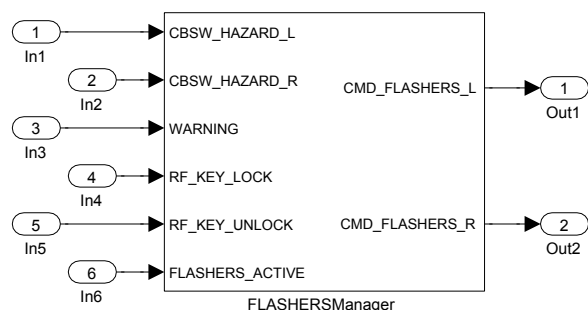 1
In1
CBSW_HAZARD_L
2
In2
CBSW_HAZARD_R
3
In3
WARNING
4
In4
RF_KEY_LOCK
5
In5
RF_KEY_UNLOCK
6
In6
FLASHERS_ACTIVE
CMD_FLASHERS_L
1
Out1
CMD_FLASHERS_R
2
Out2
FLASHERSManager